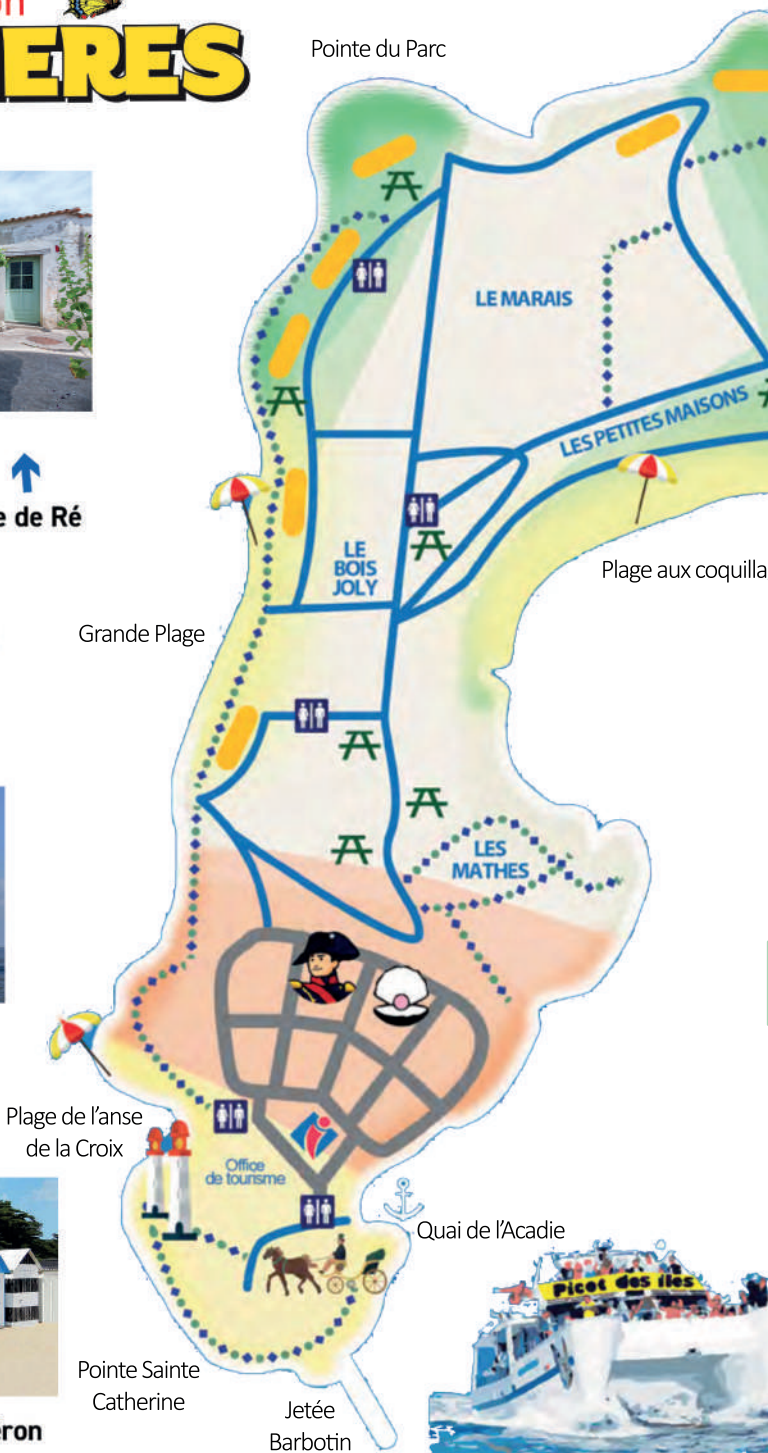 on
ERES
Pointe du Parc
LE MARAIS
LES PETITES MAISONS
e de Ré
LE
BOIS
JOLY
Plage aux coquilla
Grande Plage
LES
MATHES
Plage de l'anse
de la Croix
Office
de tourisme
Quai de l'Acadie
Picot des îles
Pointe Sainte
Catherine
Jetée
Barbotin
éron